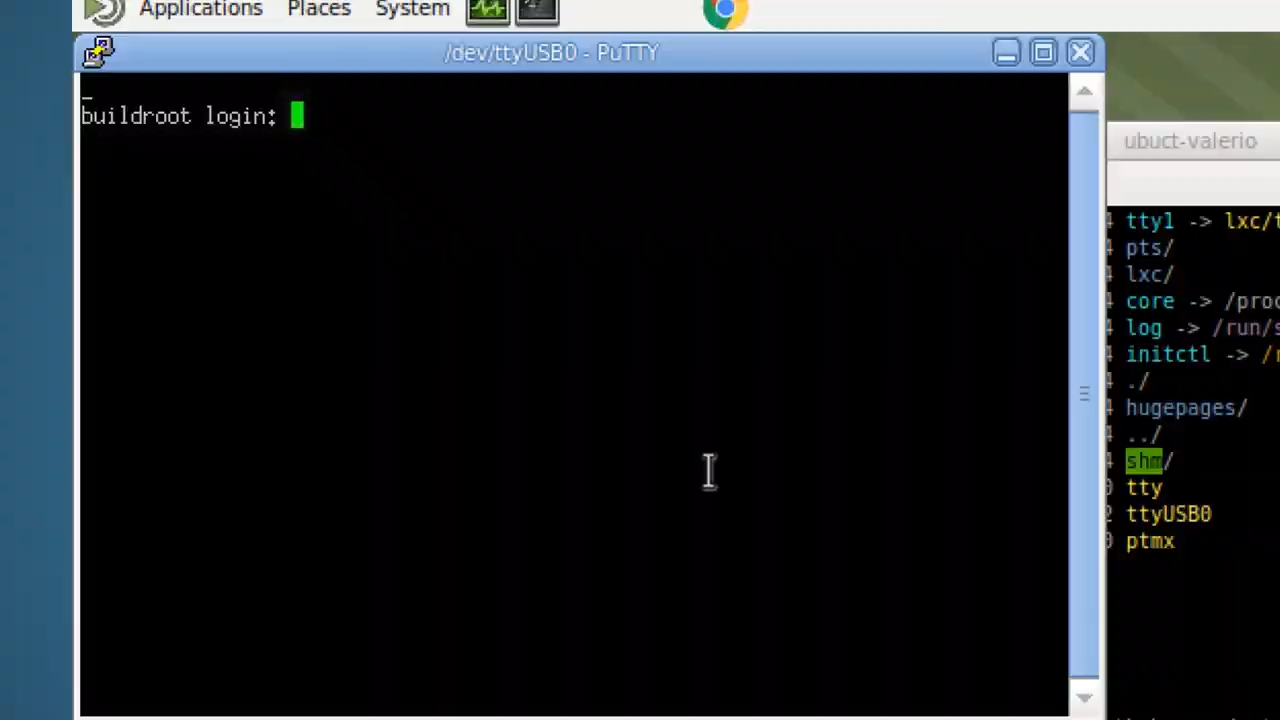 Applications Places System
/dev/ttyUSB0 - PuTTY
buildroot login:
ubuct-valerio
tty1 -> lxc/t
pts/
lxc/
core -> /proc
log -> /run/s
initctl -> /r
./
hugepages/
../
shm/
tty
ttyUSB0
ptmx